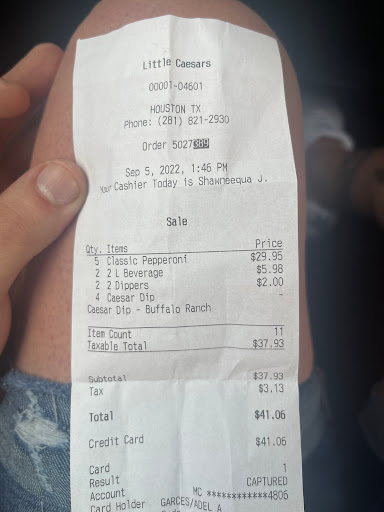 Little Caesars
00001-04601
HOUSTON TX
Phone: (281) 821-2930
Order 5027389
Sep 5, 2022, 1:46 PM
Your Cashier Today is Shawneequa J.
Sale
Qty. Items Price
5 Classic Pepperoni $29.95
2 2 L Beverage $5.98
2 2 Dippers $2.00
4 Caesar Dip -
Caesar Dip - Buffalo Ranch
Item Count 11
Taxable Total $37.93
Subtotal $37.93
Tax $3.13
Total $41.06
Credit Card $41.06
Card 1
Result CAPTURED
Account MC ************4806
Card Holder GARCES/ADEL A